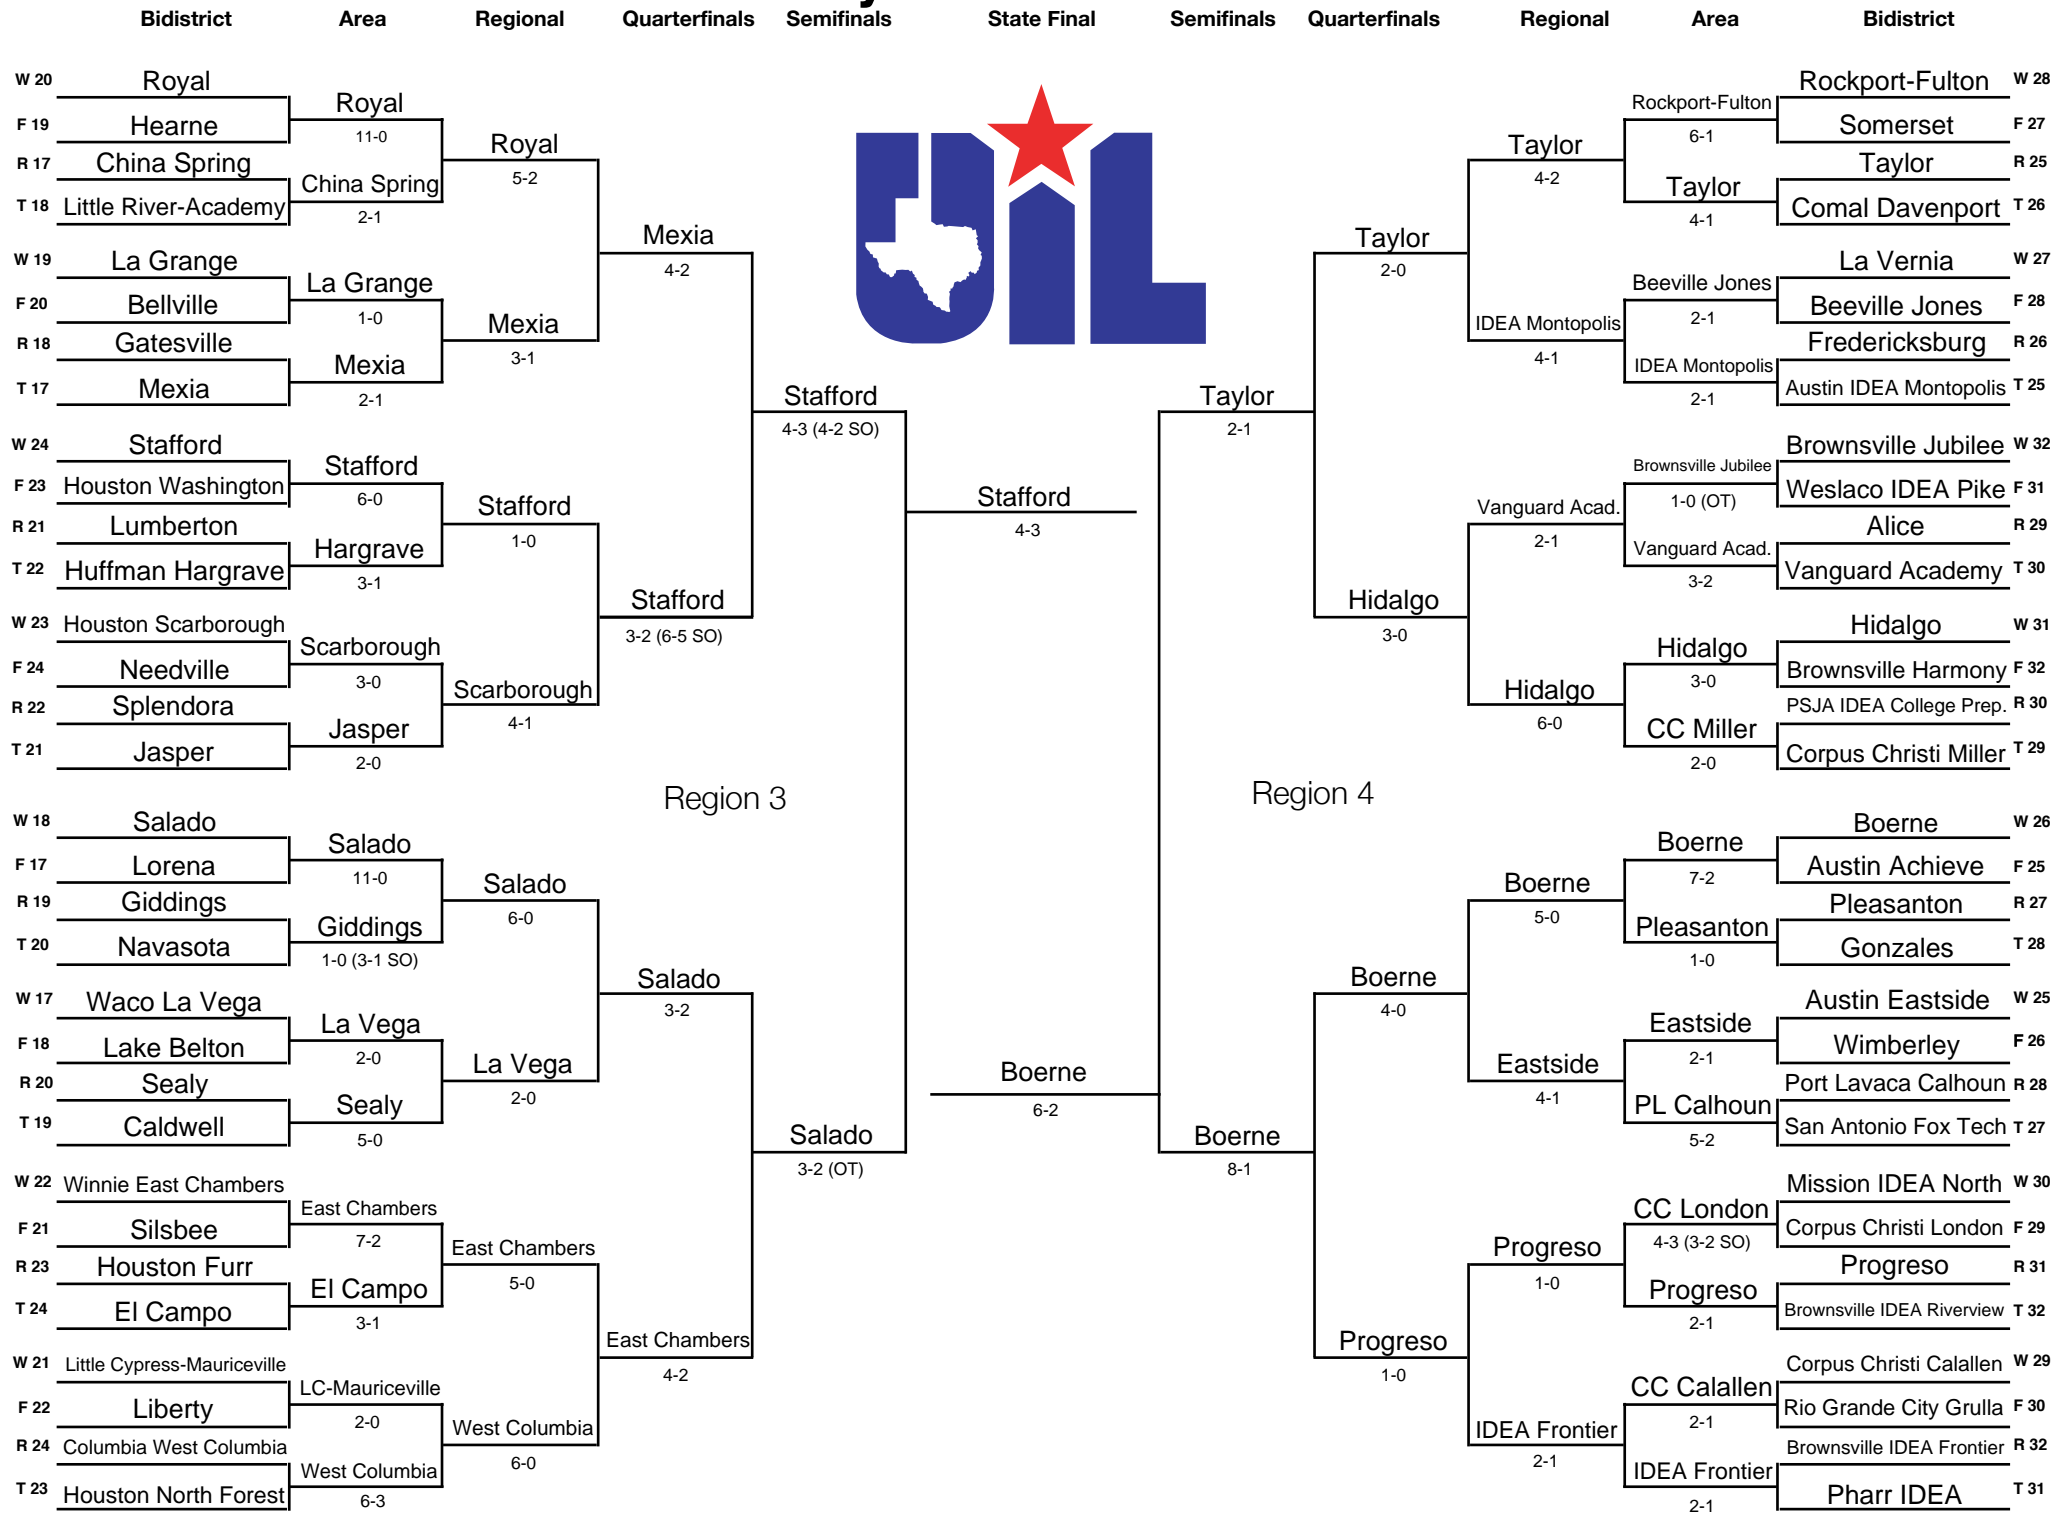 Bidistrict Area Regional Quarterfinals Semifinals State Final Semifinals Quarterfinals Regional Area Bidistrict
W 20 Royal
F 19 Hearne
R 17 China Spring
T 18 Little River-Academy
W 19 La Grange
F 20 Bellville
R 18 Gatesville
T 17 Mexia
W 24 Stafford
F 23 Houston Washington
R 21 Lumberton
T 22 Huffman Hargrave
W 23 Houston Scarborough
F 24 Needville
R 22 Splendora
T 21 Jasper
W 18 Salado
F 17 Lorena
R 19 Giddings
T 20 Navasota
W 17 Waco La Vega
F 18 Lake Belton
R 20 Sealy
T 19 Caldwell
W 22 Winnie East Chambers
F 21 Silsbee
R 23 Houston Furr
T 24 El Campo
W 21 Little Cypress-Mauriceville
F 22 Liberty
R 24 Columbia West Columbia
T 23 Houston North Forest
Royal
11-0
China Spring
2-1
La Grange
1-0
Mexia
2-1
Stafford
6-0
Hargrave
3-1
Scarborough
3-0
Jasper
2-0
Salado
11-0
Giddings
1-0 (3-1 SO)
La Vega
2-0
Sealy
5-0
East Chambers
7-2
El Campo
3-1
LC-Mauriceville
2-0
West Columbia
6-3
Royal
5-2
Mexia
3-1
Stafford
1-0
Scarborough
4-1
Salado
6-0
La Vega
2-0
East Chambers
5-0
West Columbia
6-0
Mexia
4-2
Stafford
3-2 (6-5 SO)
Salado
3-2
East Chambers
4-2
Region 3
Stafford
4-3 (4-2 SO)
Salado
3-2 (OT)
UIL
Stafford
4-3
Boerne
6-2
Taylor
2-1
Boerne
8-1
Region 4
Taylor
2-0
Hidalgo
3-0
Boerne
4-0
Progreso
1-0
Taylor
4-2
IDEA Montopolis
4-1
Vanguard Acad.
2-1
Hidalgo
6-0
Boerne
5-0
Eastside
4-1
Progreso
1-0
IDEA Frontier
2-1
Rockport-Fulton
6-1
Taylor
4-1
Beeville Jones
2-1
IDEA Montopolis
2-1
Brownsville Jubilee
1-0 (OT)
Vanguard Acad.
3-2
Hidalgo
3-0
CC Miller
2-0
Boerne
7-2
Pleasanton
1-0
Eastside
2-1
PL Calhoun
5-2
CC London
4-3 (3-2 SO)
Progreso
2-1
CC Calallen
2-1
IDEA Frontier
2-1
Rockport-Fulton W 28
Somerset F 27
Taylor R 25
Comal Davenport T 26
La Vernia W 27
Beeville Jones F 28
Fredericksburg R 26
Austin IDEA Montopolis T 25
Brownsville Jubilee W 32
Weslaco IDEA Pike F 31
Alice R 29
Vanguard Academy T 30
Hidalgo W 31
Brownsville Harmony F 32
PSJA IDEA College Prep. R 30
Corpus Christi Miller T 29
Boerne W 26
Austin Achieve F 25
Pleasanton R 27
Gonzales T 28
Austin Eastside W 25
Wimberley F 26
Port Lavaca Calhoun R 28
San Antonio Fox Tech T 27
Mission IDEA North W 30
Corpus Christi London F 29
Progreso R 31
Brownsville IDEA Riverview T 32
Corpus Christi Calallen W 29
Rio Grande City Grulla F 30
Brownsville IDEA Frontier R 32
Pharr IDEA T 31